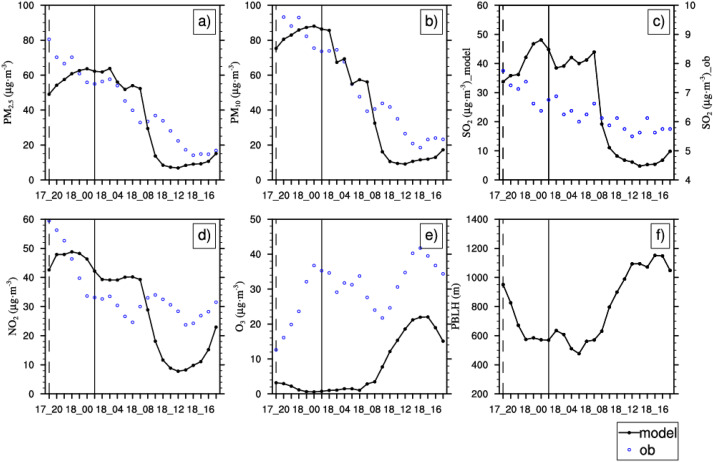 100
80
60
40
20
0
PM2.5 (μg·m-3)
a)
17_20 18_00 18_04 18_08 18_12 18_16
100
80
60
40
20
0
PM10 (μg·m-3)
b)
17_20 18_00 18_04 18_08 18_12 18_16
60
50
40
30
20
10
0
SO2 (μg·m-3)_model
c)
10
9
8
7
6
5
4
SO2 (μg·m-3)_ob
17_20 18_00 18_04 18_08 18_12 18_16
60
50
40
30
20
10
0
NO2 (μg·m-3)
d)
17_20 18_00 18_04 18_08 18_12 18_16
50
40
30
20
10
0
O3 (μg·m-3)
e)
17_20 18_00 18_04 18_08 18_12 18_16
1400
1200
1000
800
600
400
200
PBLH (m)
f)
17_20 18_00 18_04 18_08 18_12 18_16
model
ob